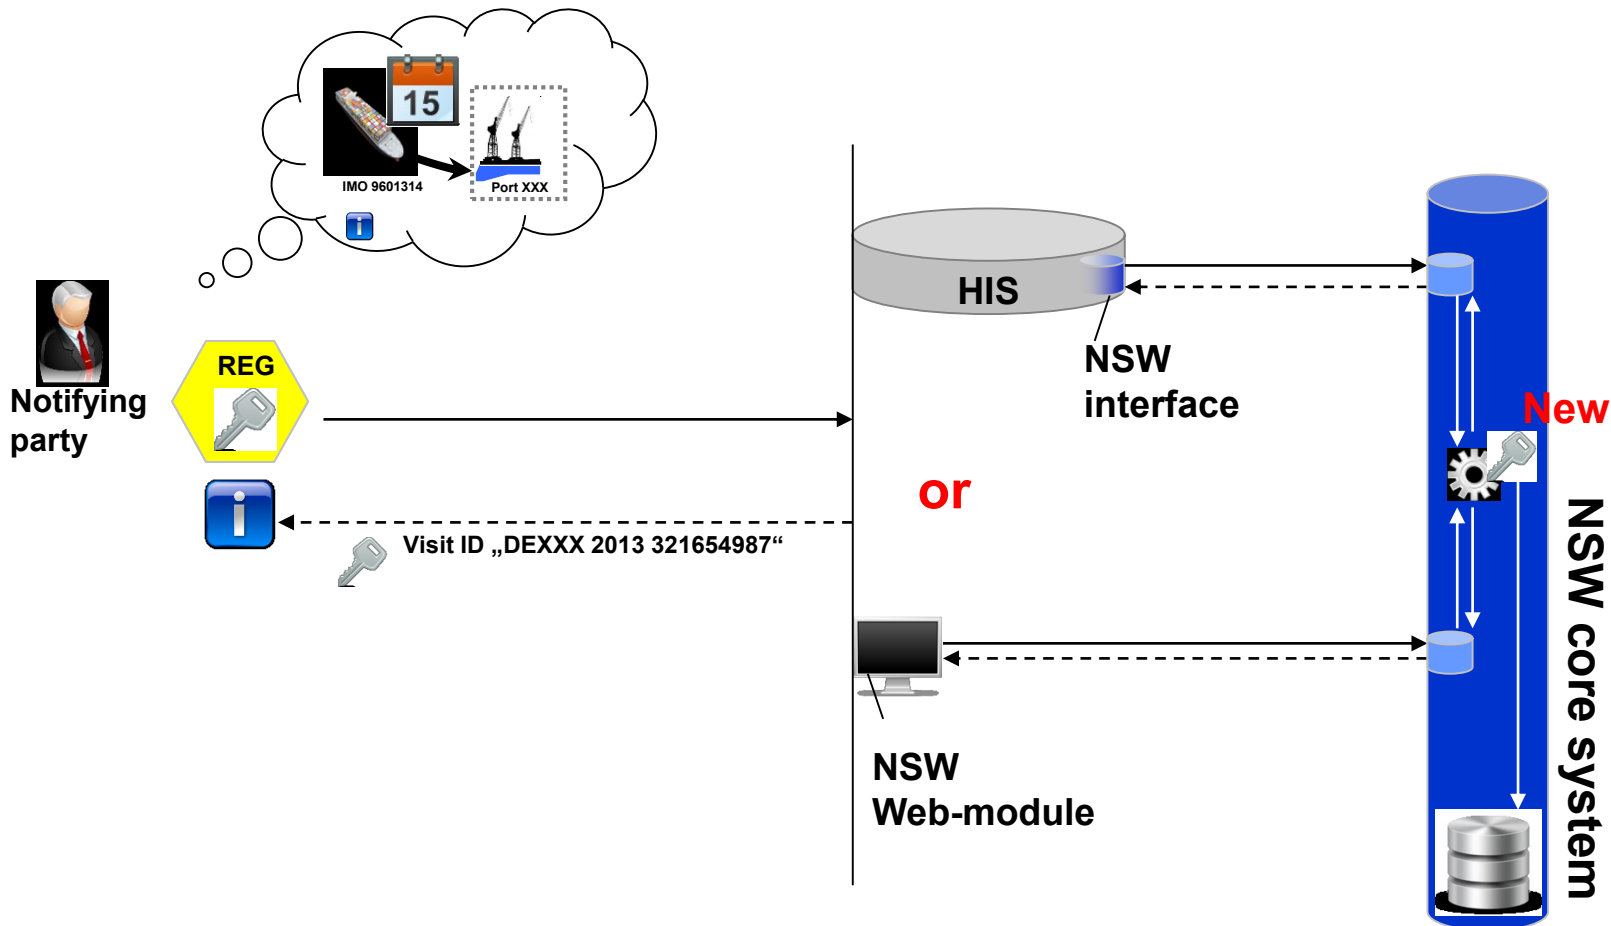 15
IMO 9601314
Port XXX
i
HIS
NSW
interface
REG
Notifying
party
New
or
i
Visit ID „DEXXX 2013 321654987“
NSW
Web-module
NSW core system